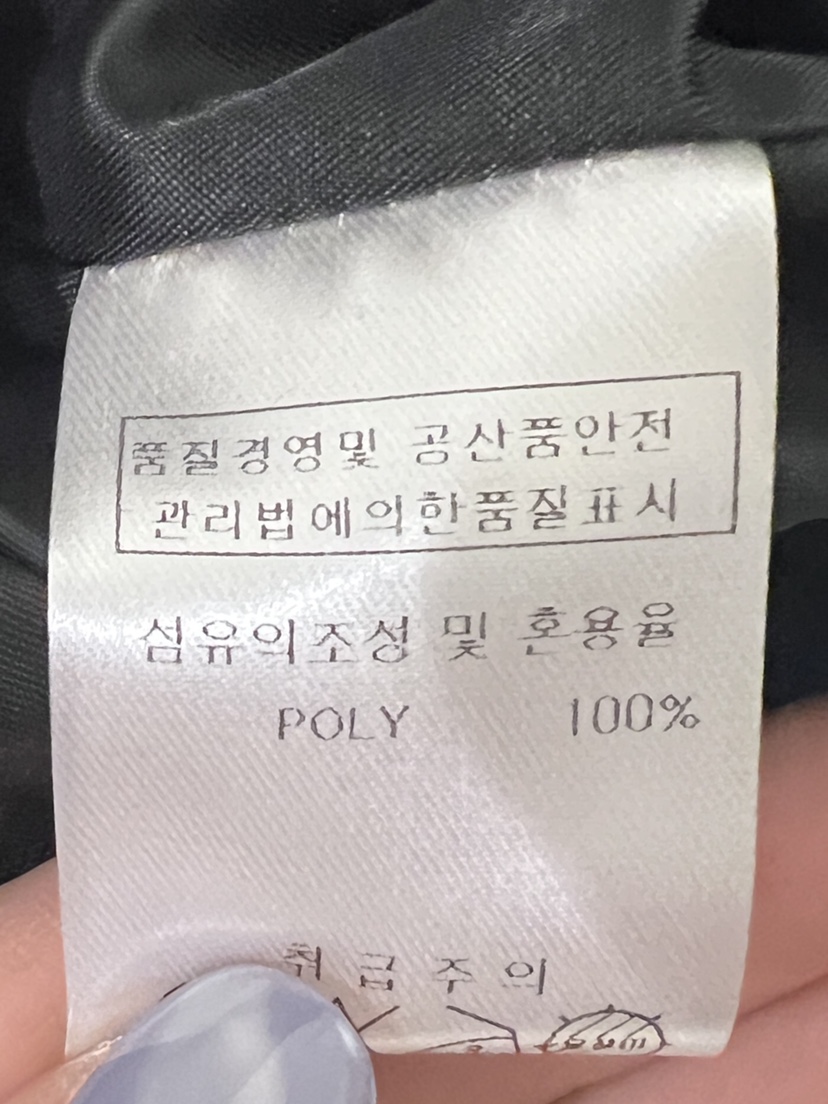 품질경영및 공산품안전
관리법에의한품질표시
섬유의조성 및 혼용율
POLY 100%
취급주의